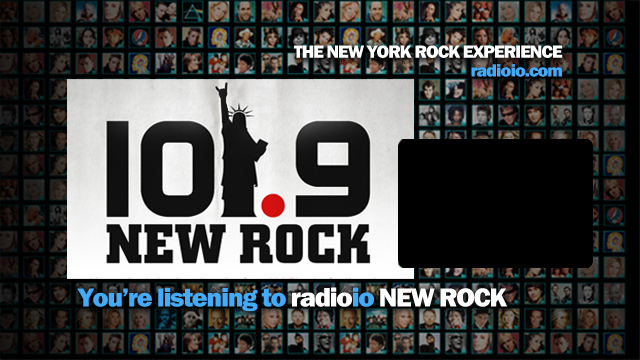 THE NEW YORK ROCK EXPERIENCE
radioio.com
101.9
NEW ROCK
You're listening to radioio NEW ROCK